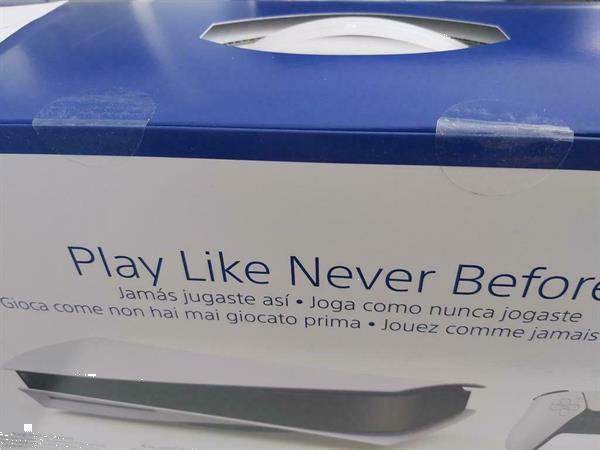 Play Like Never Before
Jamás jugaste así • Joga como nunca jogaste
Gioca come non hai mai giocato prima • Jouez comme jamais